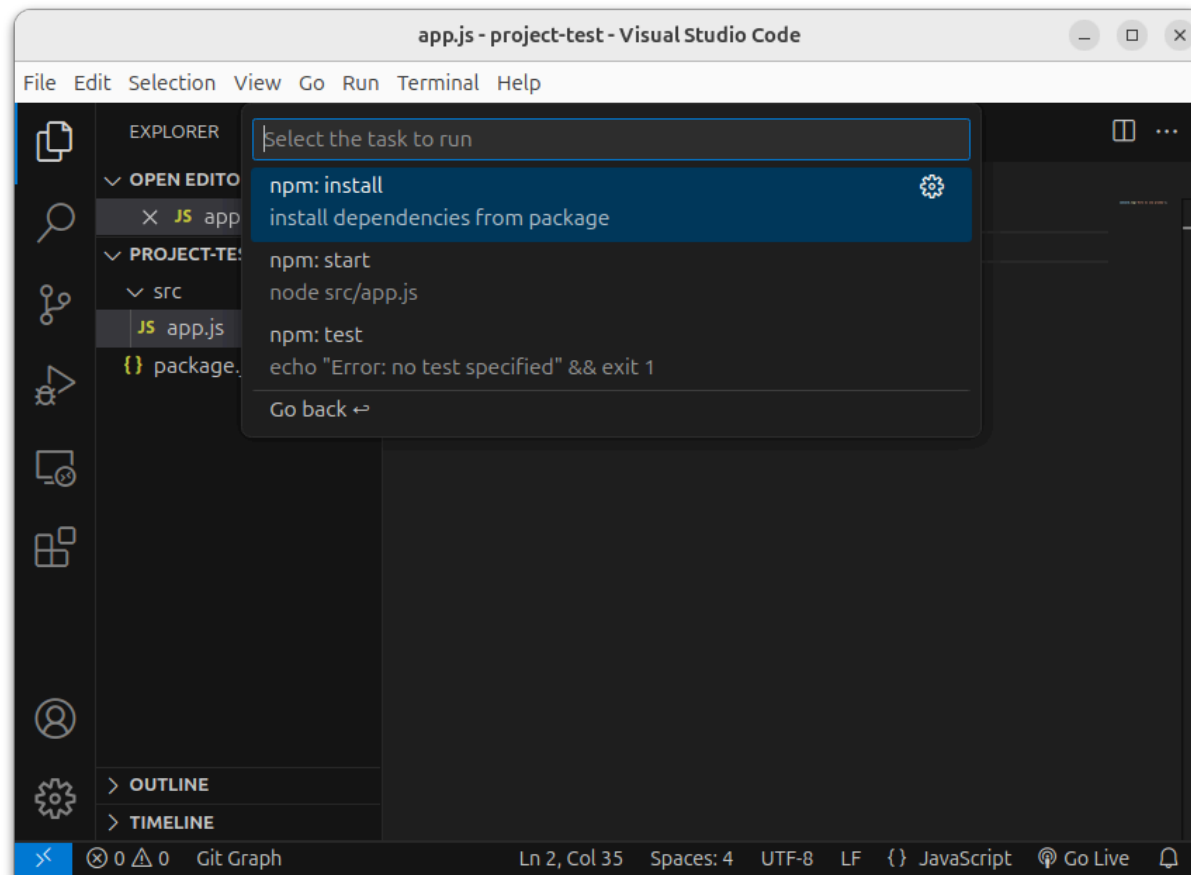 app.js - project-test - Visual Studio Code
File Edit Selection View Go Run Terminal Help
EXPLORER
Select the task to run
OPEN EDITO
JS app
PROJECT-TE
src
JS app.js
{} package.
npm: install
install dependencies from package
npm: start
node src/app.js
npm: test
echo "Error: no test specified" && exit 1
Go back ↩
OUTLINE
TIMELINE
0 0 Git Graph Ln 2, Col 35 Spaces: 4 UTF-8 LF {} JavaScript Go Live